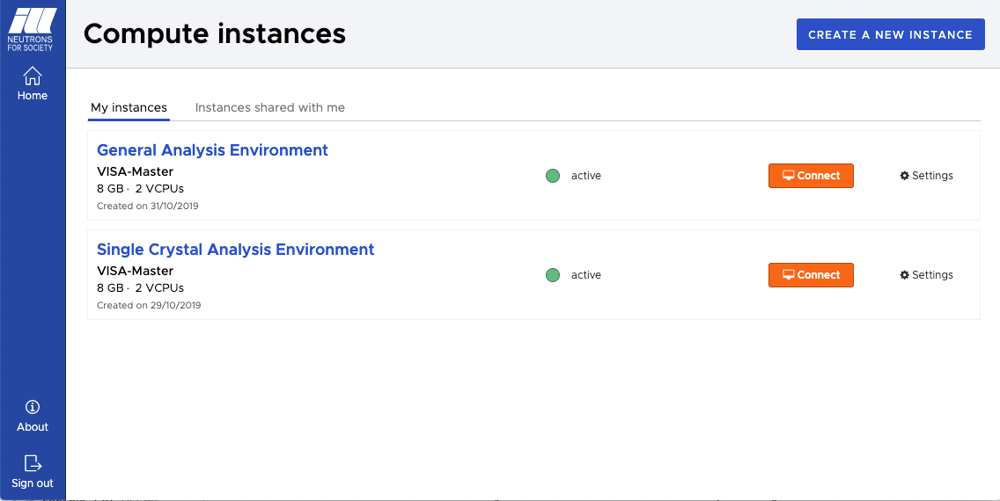 NEUTRONS
FOR SOCIETY
Home
About
Sign out
Compute instances
CREATE A NEW INSTANCE
My instances
Instances shared with me
General Analysis Environment
VISA-Master
8 GB · 2 VCPUs
Created on 31/10/2019
active
Connect
Settings
Single Crystal Analysis Environment
VISA-Master
8 GB · 2 VCPUs
Created on 29/10/2019
active
Connect
Settings